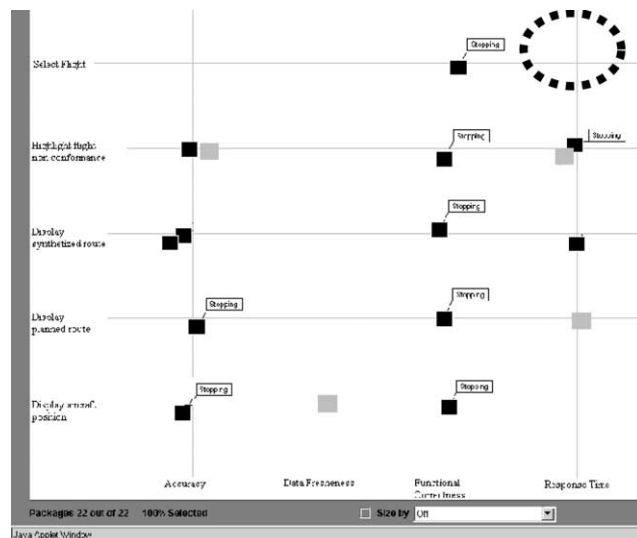 Stopping
Select Flight
Highlight flight
non conformance
Stopping
Stopping
Stopping
Display
synthetized route
Stopping
Display
planned route
Stopping
Stopping
Stopping
Display aircraft
position
Accuracy
Data Freshness
Functional
Correctness
Response Time
Packages 22 out of 22 100% Selected
Size by Off
Java Applet Window